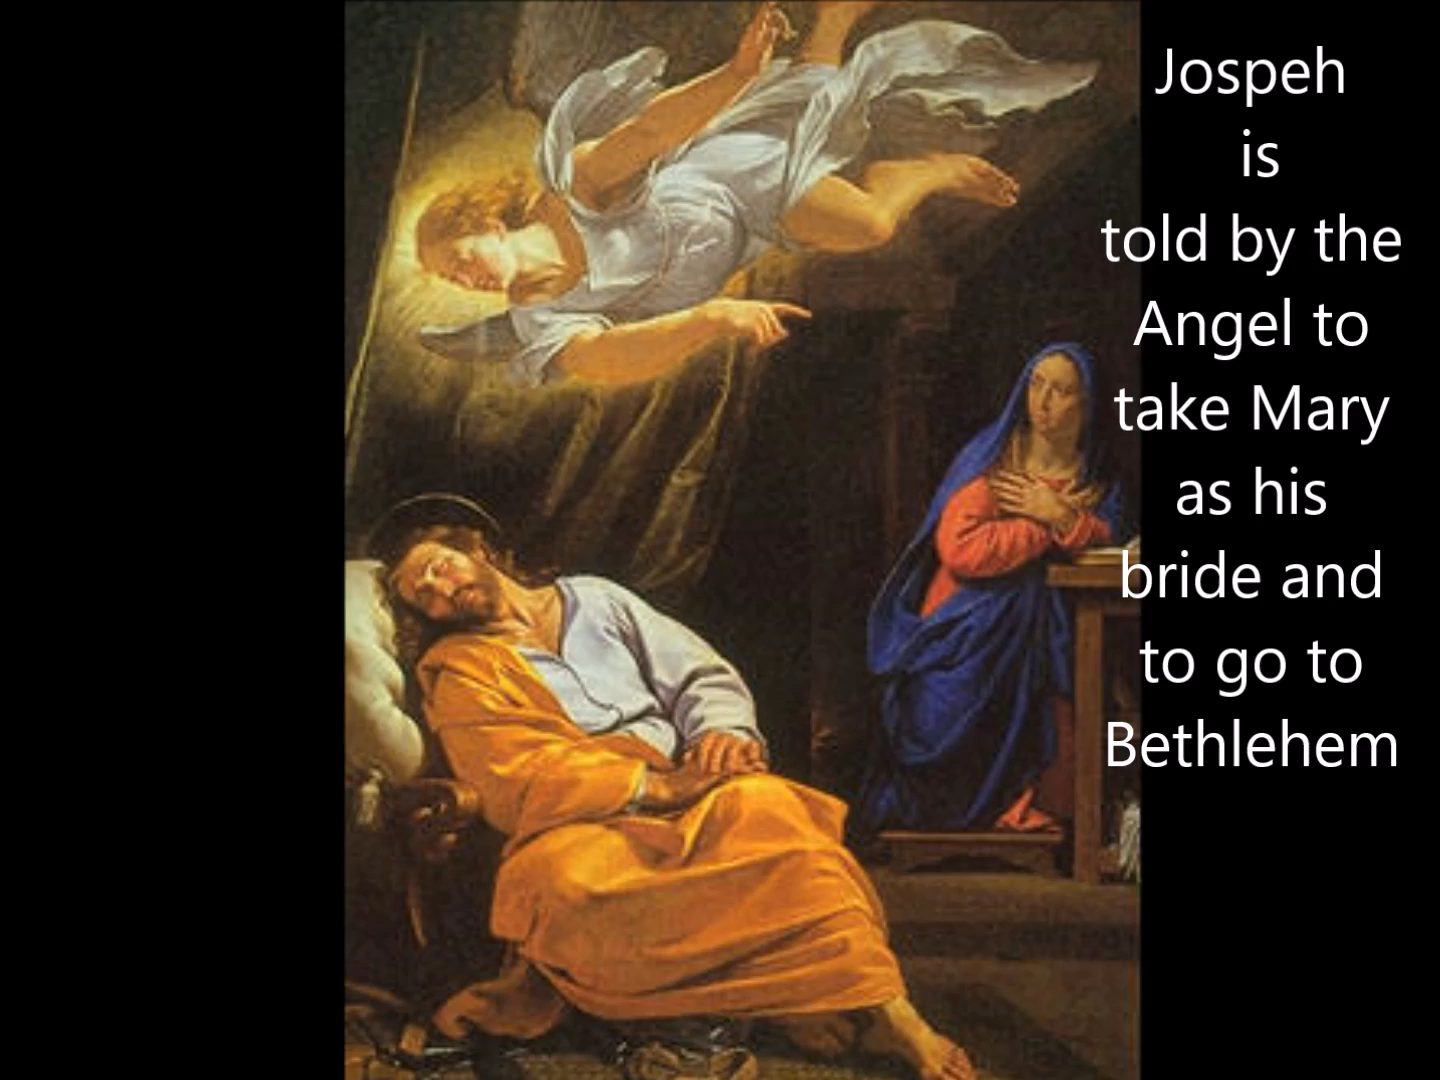 Jospeh
is
told by the
Angel to
take Mary
as his
bride and
to go to
Bethlehem